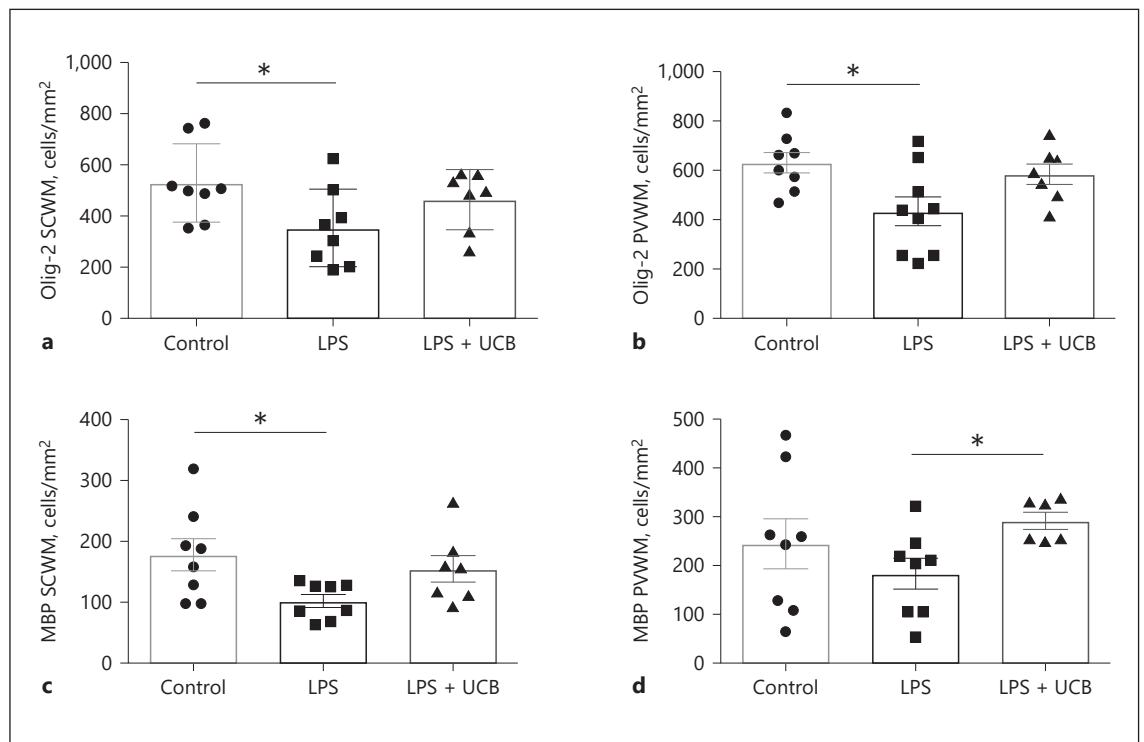 1,000
800
600
400
200
0
Olig-2 SCWM, cells/mm²
*
Control
LPS
LPS + UCB
a
1,000
800
600
400
200
0
Olig-2 PVWM, cells/mm²
*
Control
LPS
LPS + UCB
b
400
300
200
100
0
MBP SCWM, cells/mm²
*
Control
LPS
LPS + UCB
c
500
400
300
200
100
0
MBP PVWM, cells/mm²
*
Control
LPS
LPS + UCB
d